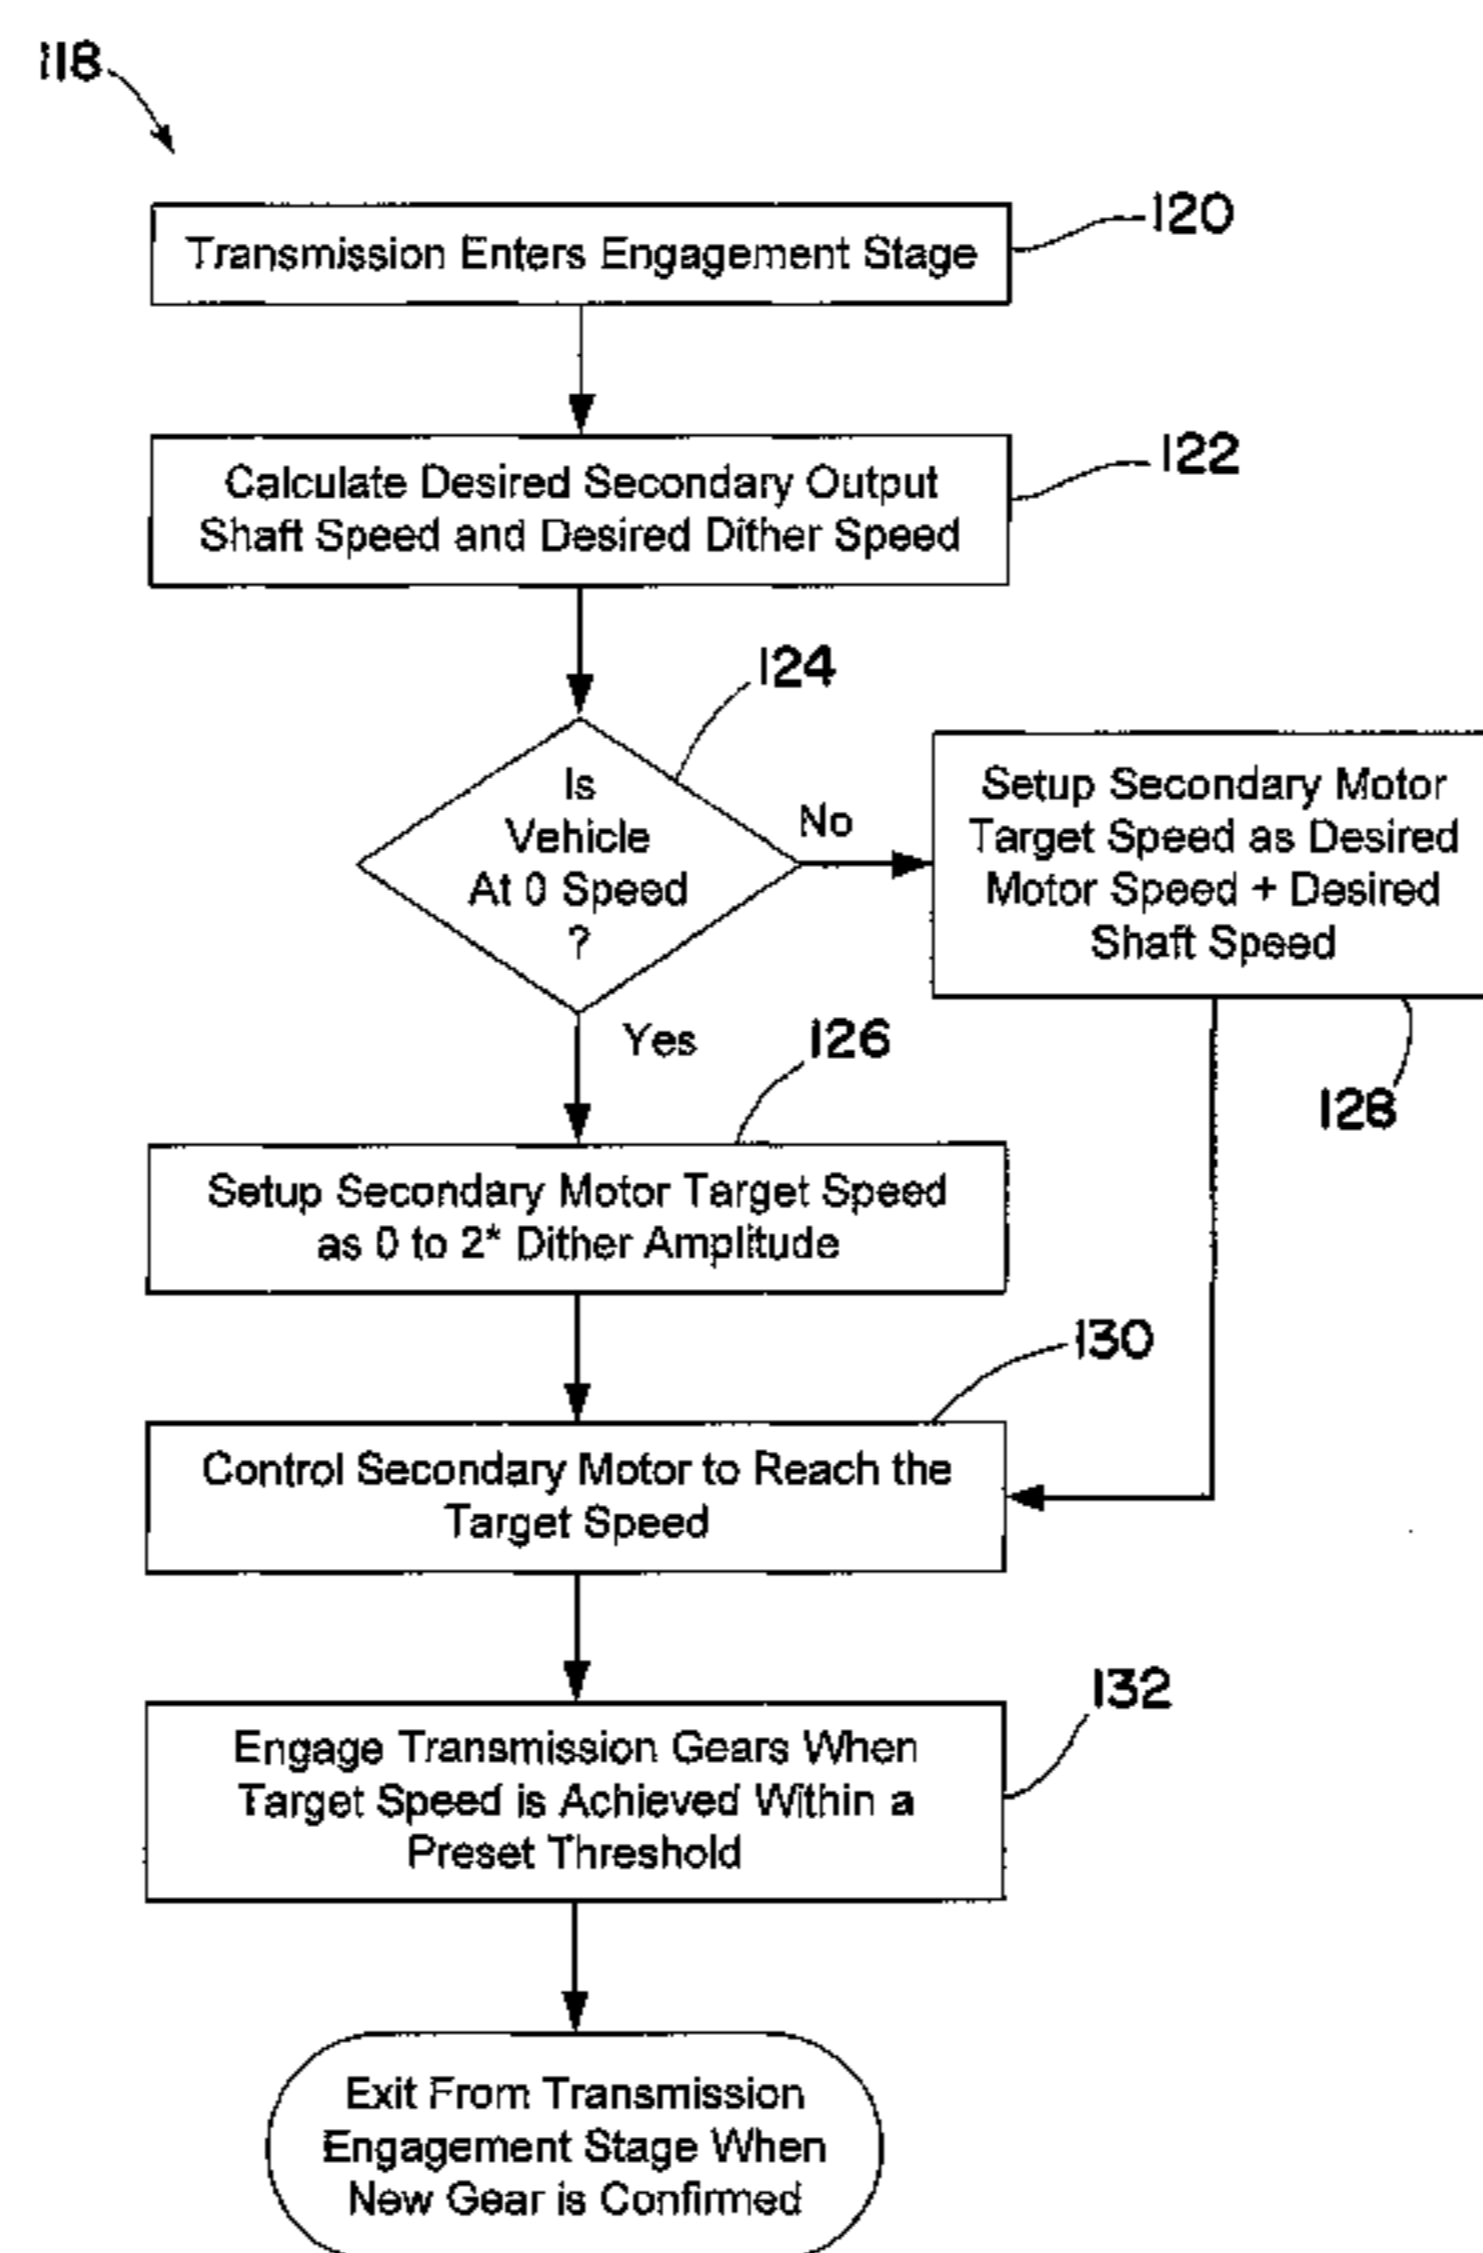 118
120
Transmission Enters Engagement Stage
122
Calculate Desired Secondary Output
Shaft Speed and Desired Dither Speed
124
Is
Vehicle
At 0 Speed
?
No
Setup Secondary Motor
Target Speed as Desired
Motor Speed + Desired
Shaft Speed
128
Yes
126
Setup Secondary Motor Target Speed
as 0 to 2* Dither Amplitude
130
Control Secondary Motor to Reach the
Target Speed
132
Engage Transmission Gears When
Target Speed is Achieved Within a
Preset Threshold
Exit From Transmission
Engagement Stage When
New Gear is Confirmed